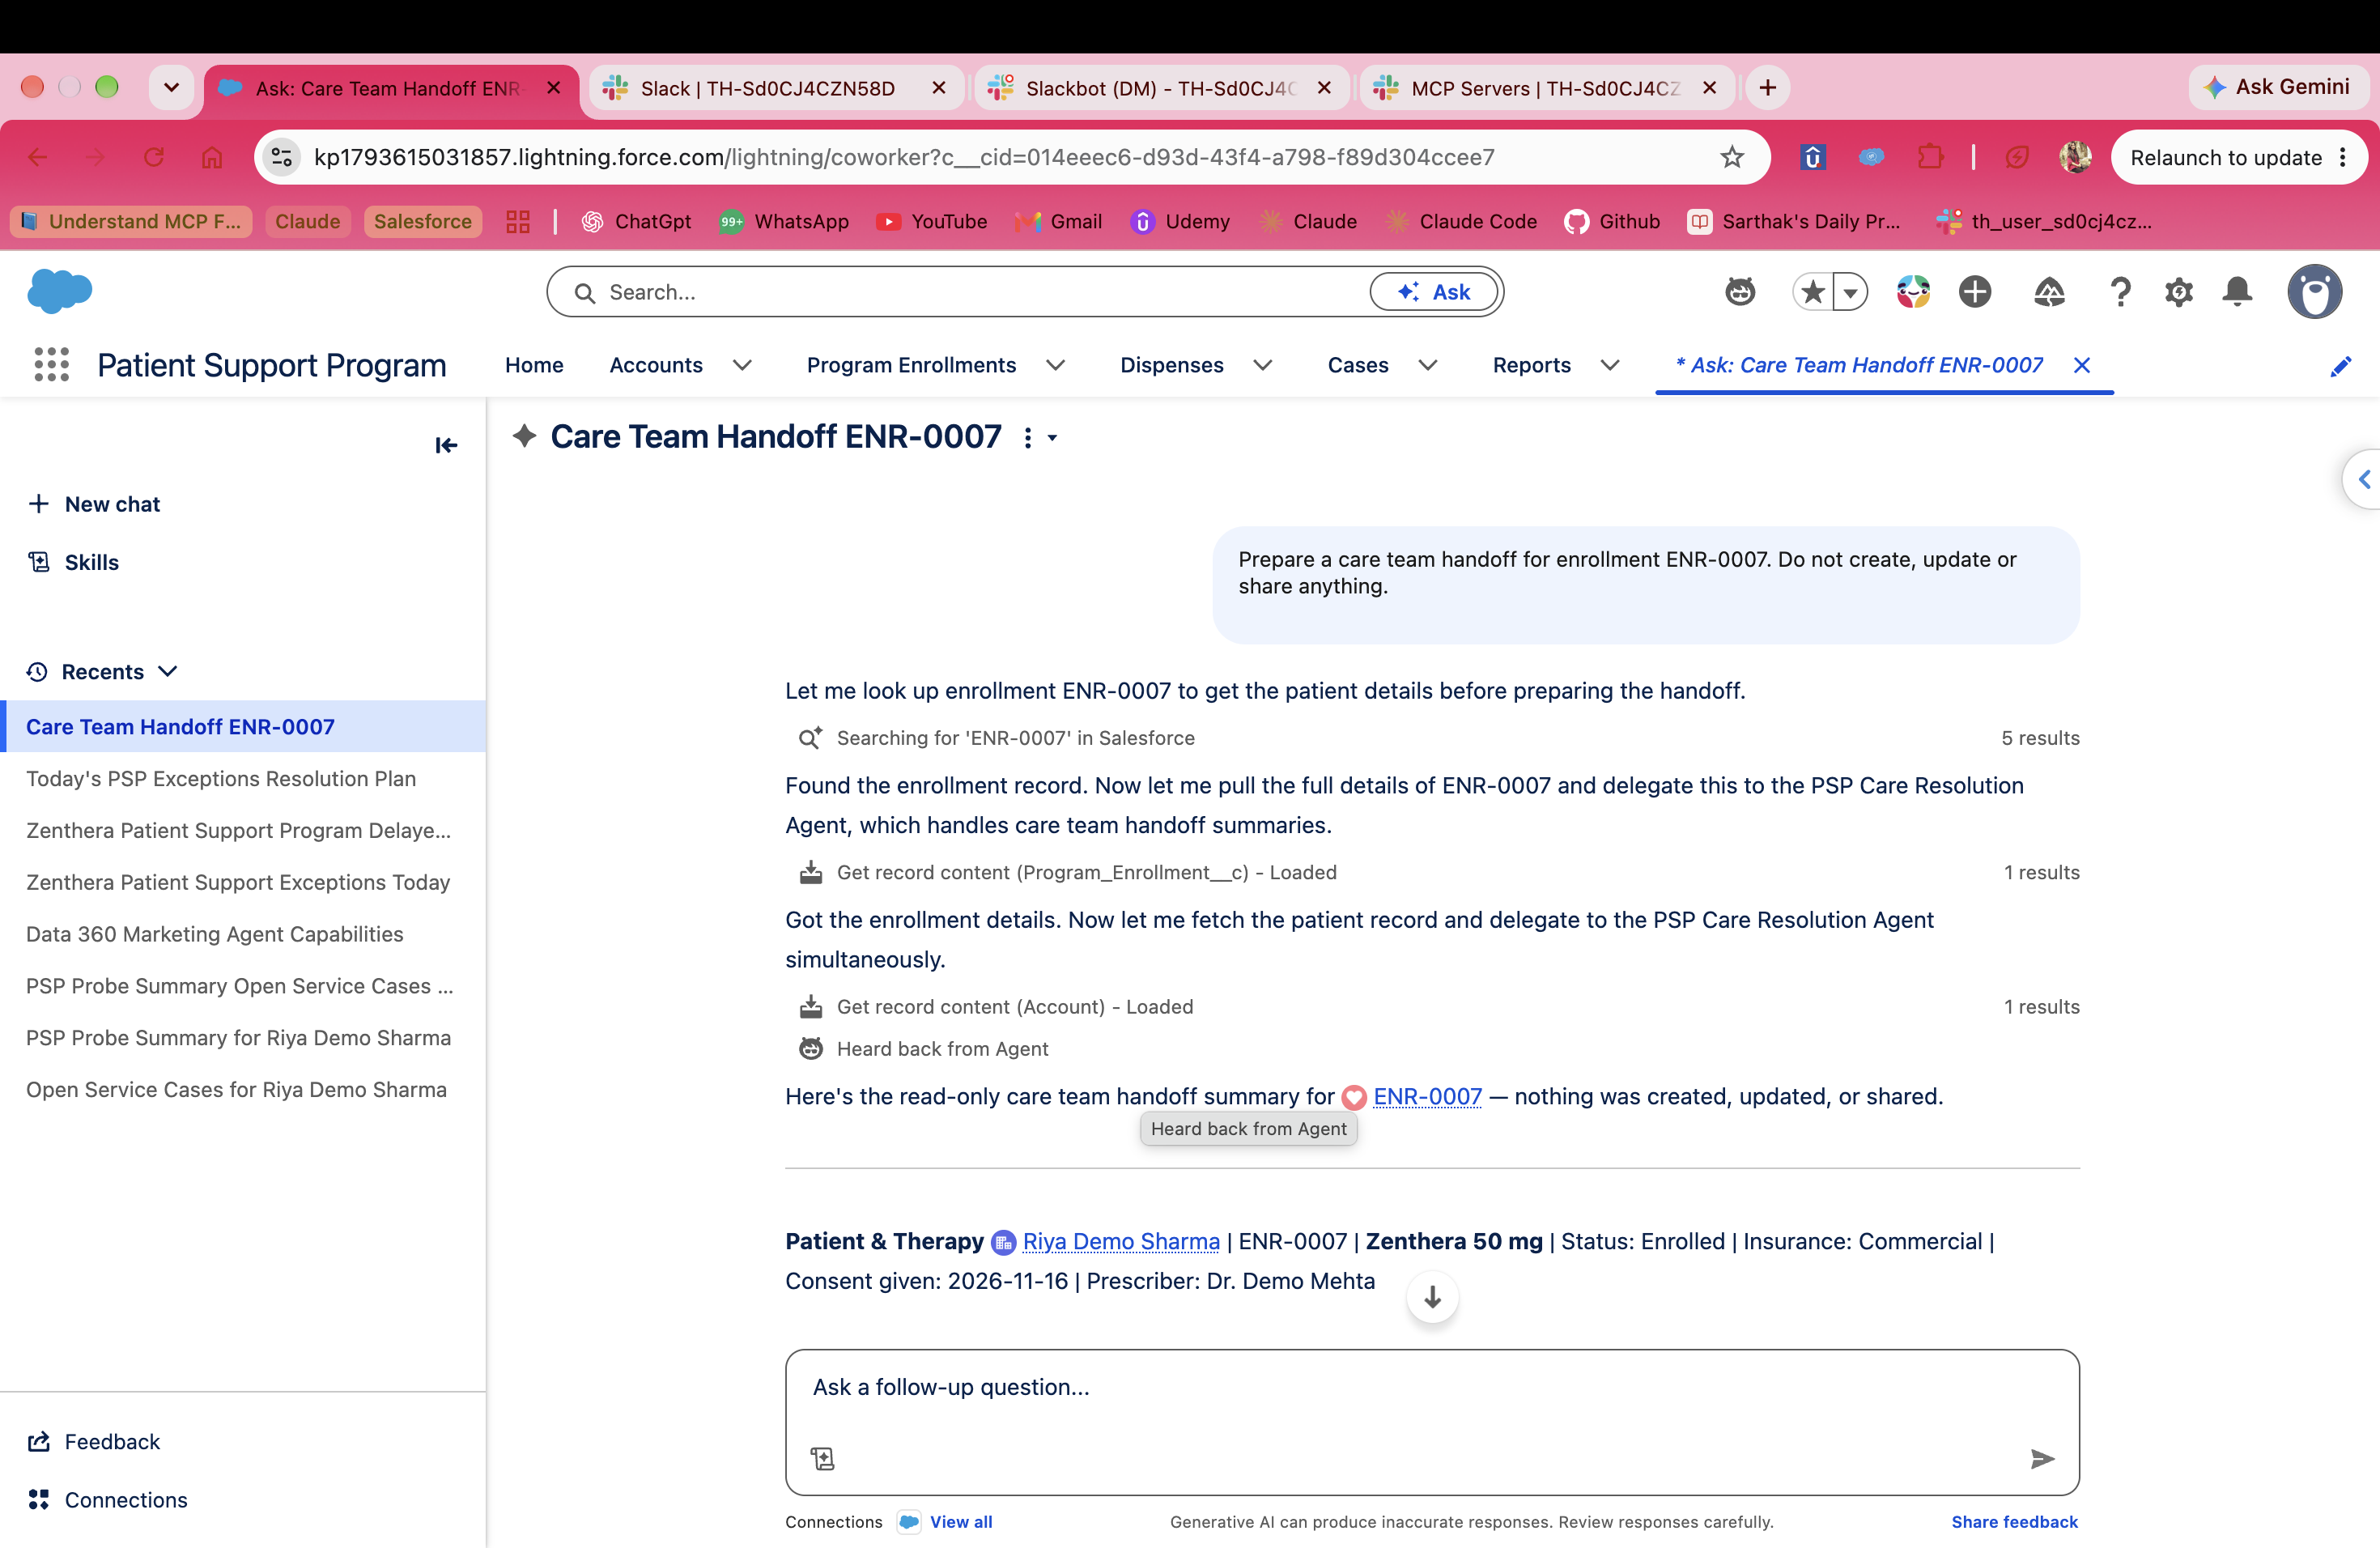 Ask: Care Team Handoff ENR-
Slack | TH-Sd0CJ4CZN58D
Slackbot (DM) - TH-Sd0CJ4C
MCP Servers | TH-Sd0CJ4CZ
Ask Gemini
kp1793615031857.lightning.force.com/lightning/coworker?c__cid=014eeec6-d93d-43f4-a798-f89d304ccee7
Relaunch to update
Understand MCP F...
Claude
Salesforce
ChatGpt
99+
WhatsApp
YouTube
Gmail
Udemy
Claude
Claude Code
Github
Sarthak's Daily Pr...
th_user_sd0cj4cz...
Search...
Ask
Patient Support Program
Home
Accounts
Program Enrollments
Dispenses
Cases
Reports
* Ask: Care Team Handoff ENR-0007
New chat
Skills
Recents
Care Team Handoff ENR-0007
Today's PSP Exceptions Resolution Plan
Zenthera Patient Support Program Delaye...
Zenthera Patient Support Exceptions Today
Data 360 Marketing Agent Capabilities
PSP Probe Summary Open Service Cases ...
PSP Probe Summary for Riya Demo Sharma
Open Service Cases for Riya Demo Sharma
Feedback
Connections
Care Team Handoff ENR-0007
Prepare a care team handoff for enrollment ENR-0007. Do not create, update or
share anything.
Let me look up enrollment ENR-0007 to get the patient details before preparing the handoff.
Searching for 'ENR-0007' in Salesforce
5 results
Found the enrollment record. Now let me pull the full details of ENR-0007 and delegate this to the PSP Care Resolution
Agent, which handles care team handoff summaries.
Get record content (Program_Enrollment__c) - Loaded
1 results
Got the enrollment details. Now let me fetch the patient record and delegate to the PSP Care Resolution Agent
simultaneously.
Get record content (Account) - Loaded
1 results
Heard back from Agent
Here's the read-only care team handoff summary for ENR-0007 — nothing was created, updated, or shared.
Heard back from Agent
Patient & Therapy Riya Demo Sharma | ENR-0007 | Zenthera 50 mg | Status: Enrolled | Insurance: Commercial |
Consent given: 2026-11-16 | Prescriber: Dr. Demo Mehta
Ask a follow-up question...
Connections
View all
Generative AI can produce inaccurate responses. Review responses carefully.
Share feedback